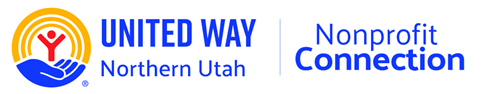 UNITED WAY
Northern Utah
®
Nonprofit
Connection